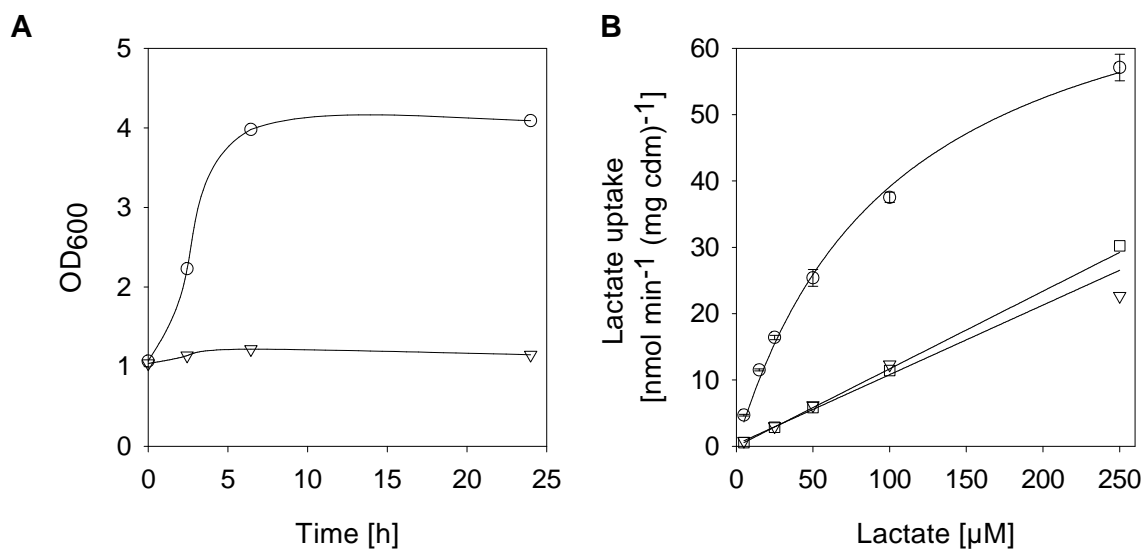 A
OD600
5
4
3
2
1
0
0 5 10 15 20 25
Time [h]
B
Lactate uptake
[nmol min-1 (mg cdm)-1]
60
50
40
30
20
10
0
0 50 100 150 200 250
Lactate [µM]